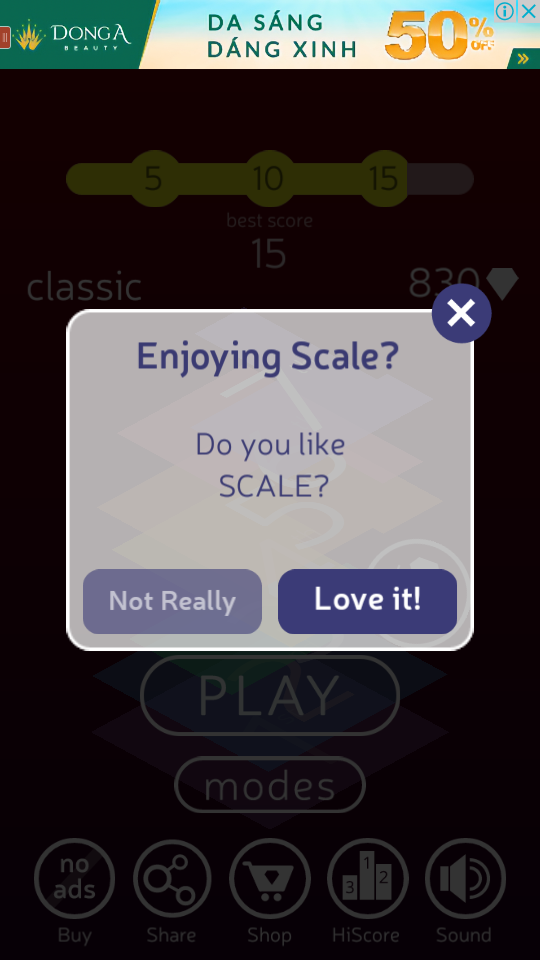 DONG A
BEAUTY
DA SÁNG
DÁNG XINH
50%
OFF
5 10 15
best score
15
classic
830
Enjoying Scale?
Do you like
SCALE?
Not Really
Love it!
PLAY
modes
no
ads
1
2
3
Buy
Share
Shop
HiScore
Sound